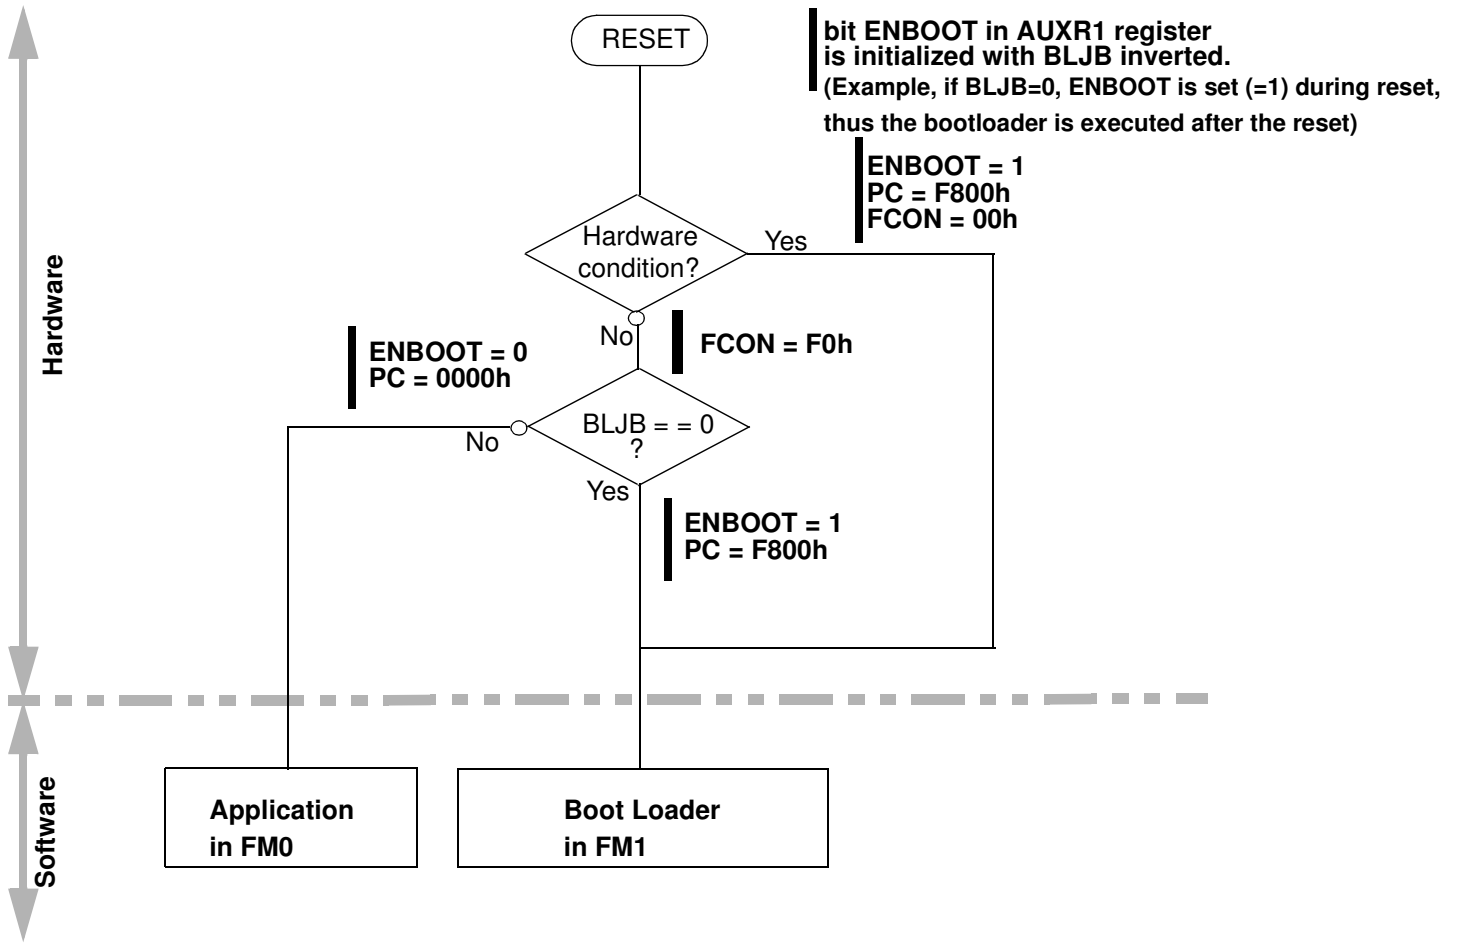 RESET
bit ENBOOT in AUXR1 register
is initialized with BLJB inverted.
(Example, if BLJB=0, ENBOOT is set (=1) during reset,
thus the bootloader is executed after the reset)
ENBOOT = 1
PC = F800h
FCON = 00h
Hardware
condition?
Yes
No
FCON = F0h
ENBOOT = 0
PC = 0000h
BLJB = = 0
?
No
Yes
ENBOOT = 1
PC = F800h
Hardware
Software
Application
in FM0
Boot Loader
in FM1